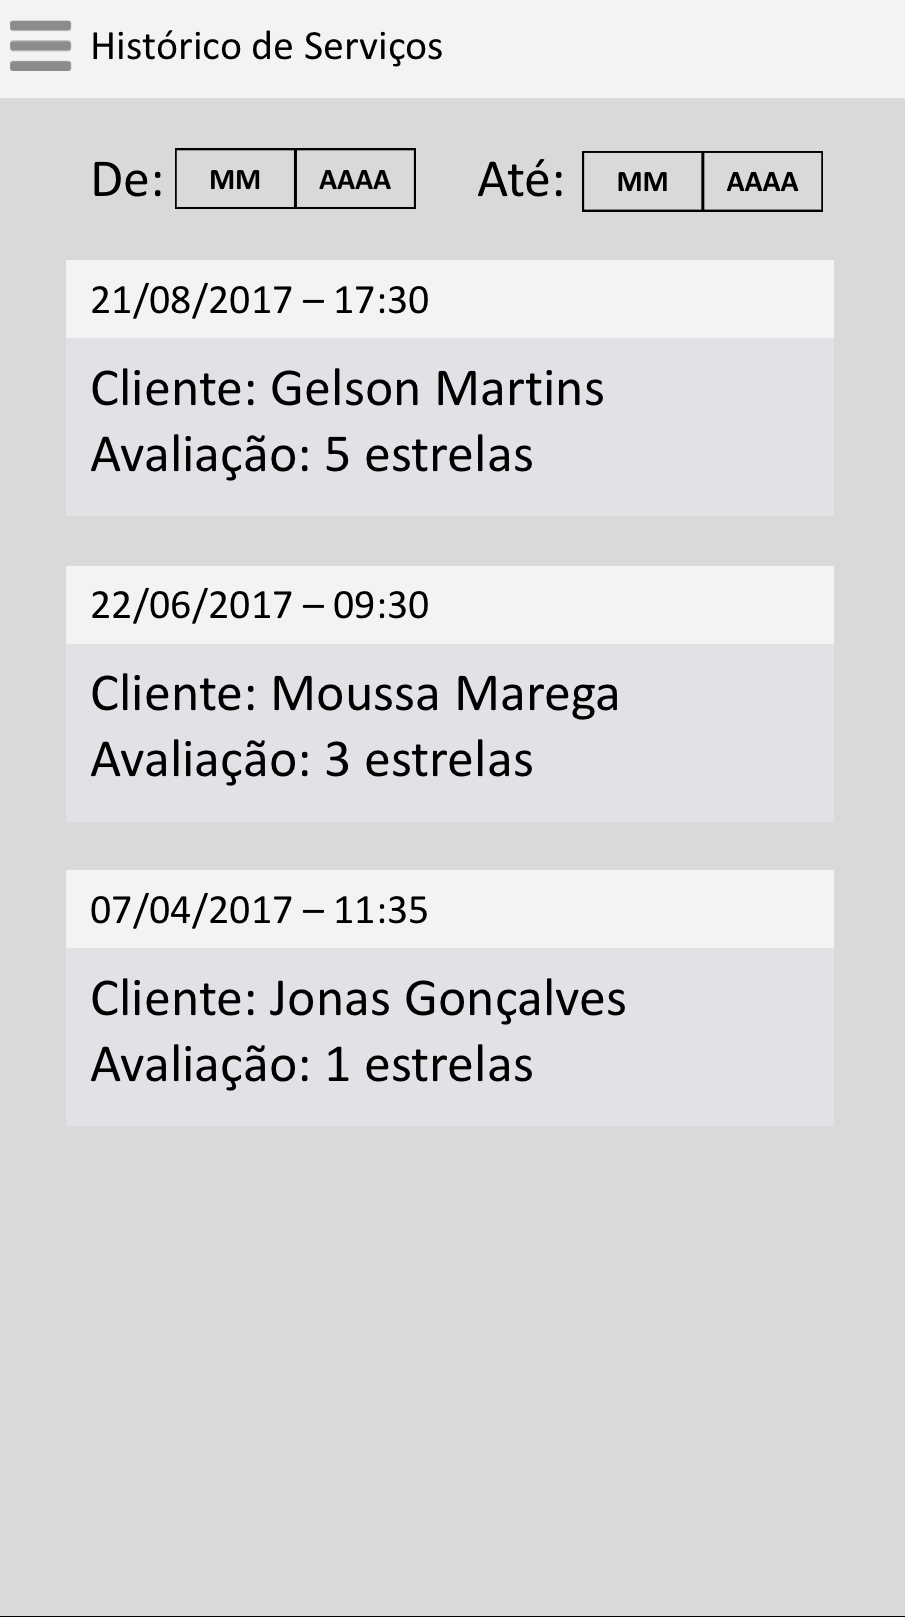 Histórico de Serviços
De: MM AAAA Até: MM AAAA
21/08/2017 – 17:30
Cliente: Gelson Martins
Avaliação: 5 estrelas
22/06/2017 – 09:30
Cliente: Moussa Marega
Avaliação: 3 estrelas
07/04/2017 – 11:35
Cliente: Jonas Gonçalves
Avaliação: 1 estrelas